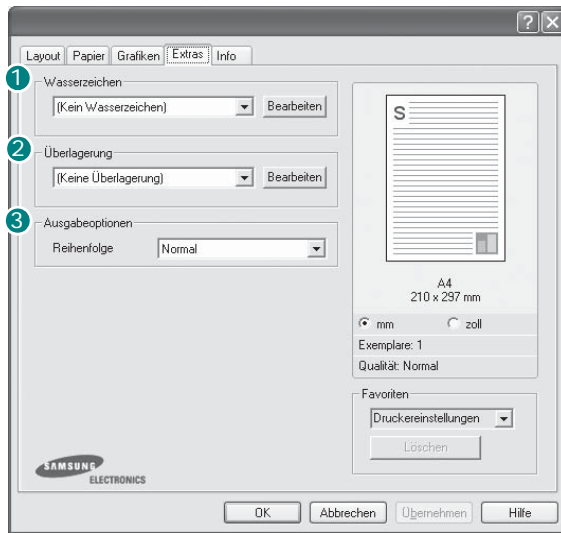 Layout Papier Grafiken Extras Info
1
Wasserzeichen
(Kein Wasserzeichen) Bearbeiten
2
Überlagerung
(Keine Überlagerung) Bearbeiten
3
Ausgabeoptionen
Reihenfolge Normal
S
A4
210 x 297 mm
mm zoll
Exemplare: 1
Qualität: Normal
Favoriten
Druckereinstellungen
Löschen
SAMSUNG
ELECTRONICS
OK Abbrechen Übernehmen Hilfe